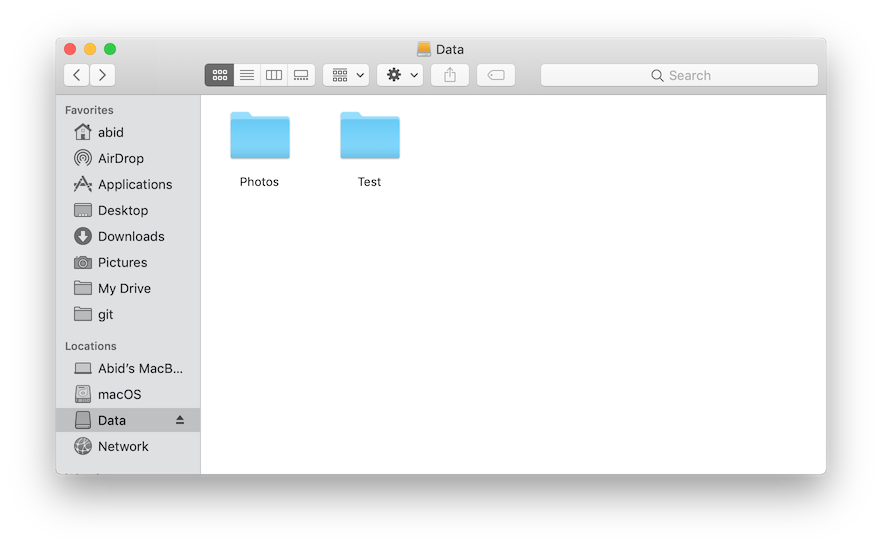 Data
Search
Favorites
abid
AirDrop
Applications
Desktop
Downloads
Pictures
My Drive
git
Locations
Abid's MacB...
macOS
Data
Network
Photos
Test